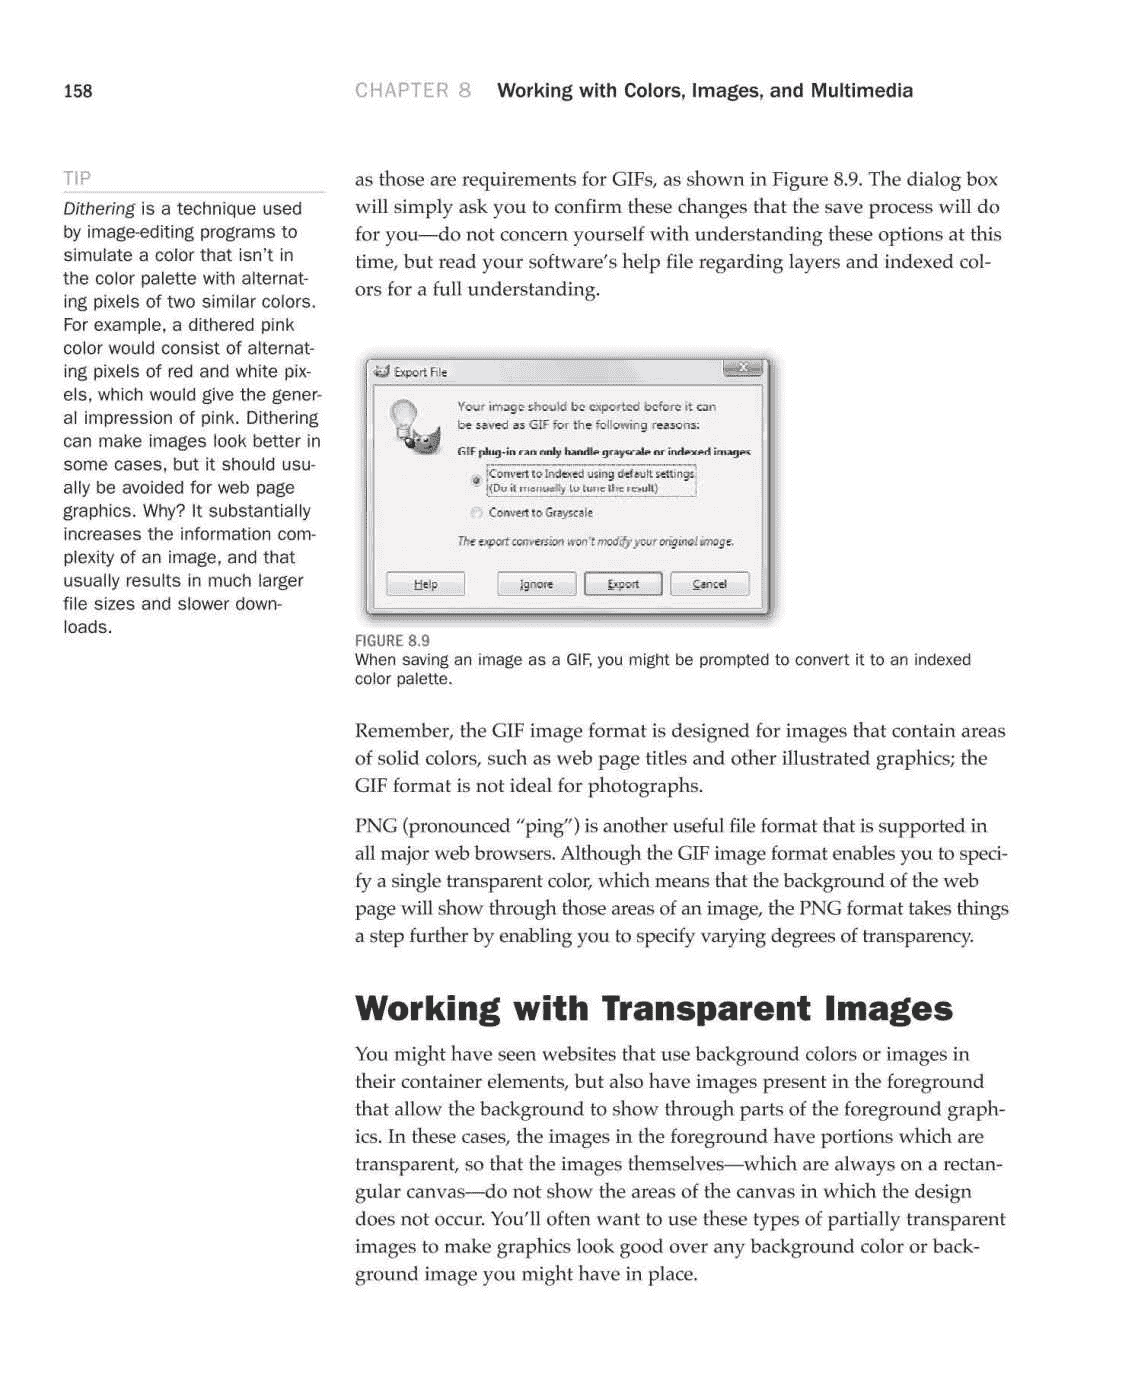 158
CHAPTER 8 Working with Colors, Images, and Multimedia
TIP
Dithering is a technique used
by image-editing programs to
simulate a color that isn't in
the color palette with alternat-
ing pixels of two similar colors.
For example, a dithered pink
color would consist of alternat-
ing pixels of red and white pix-
els, which would give the gener-
al impression of pink. Dithering
can make images look better in
some cases, but it should usu-
ally be avoided for web page
graphics. Why? It substantially
increases the information com-
plexity of an image, and that
usually results in much larger
file sizes and slower down-
loads.
as those are requirements for GIFs, as shown in Figure 8.9. The dialog box
will simply ask you to confirm these changes that the save process will do
for you—do not concern yourself with understanding these options at this
time, but read your software's help file regarding layers and indexed col-
ors for a full understanding.
Export File
Your image should be exported before it can
be saved as GIF for the following reasons:
GIF plug-in can only handle grayscale or indexed images
Convert to Indexed using default settings
(Do it manually to tune the result)
Convert to Grayscale
The export conversion won't modify your original image.
Help Ignore Export Cancel
FIGURE 8.9
When saving an image as a GIF, you might be prompted to convert it to an indexed
color palette.
Remember, the GIF image format is designed for images that contain areas
of solid colors, such as web page titles and other illustrated graphics; the
GIF format is not ideal for photographs.
PNG (pronounced “ping”) is another useful file format that is supported in
all major web browsers. Although the GIF image format enables you to speci-
fy a single transparent color, which means that the background of the web
page will show through those areas of an image, the PNG format takes things
a step further by enabling you to specify varying degrees of transparency.
Working with Transparent Images
You might have seen websites that use background colors or images in
their container elements, but also have images present in the foreground
that allow the background to show through parts of the foreground graph-
ics. In these cases, the images in the foreground have portions which are
transparent, so that the images themselves—which are always on a rectan-
gular canvas—do not show the areas of the canvas in which the design
does not occur. You'll often want to use these types of partially transparent
images to make graphics look good over any background color or back-
ground image you might have in place.